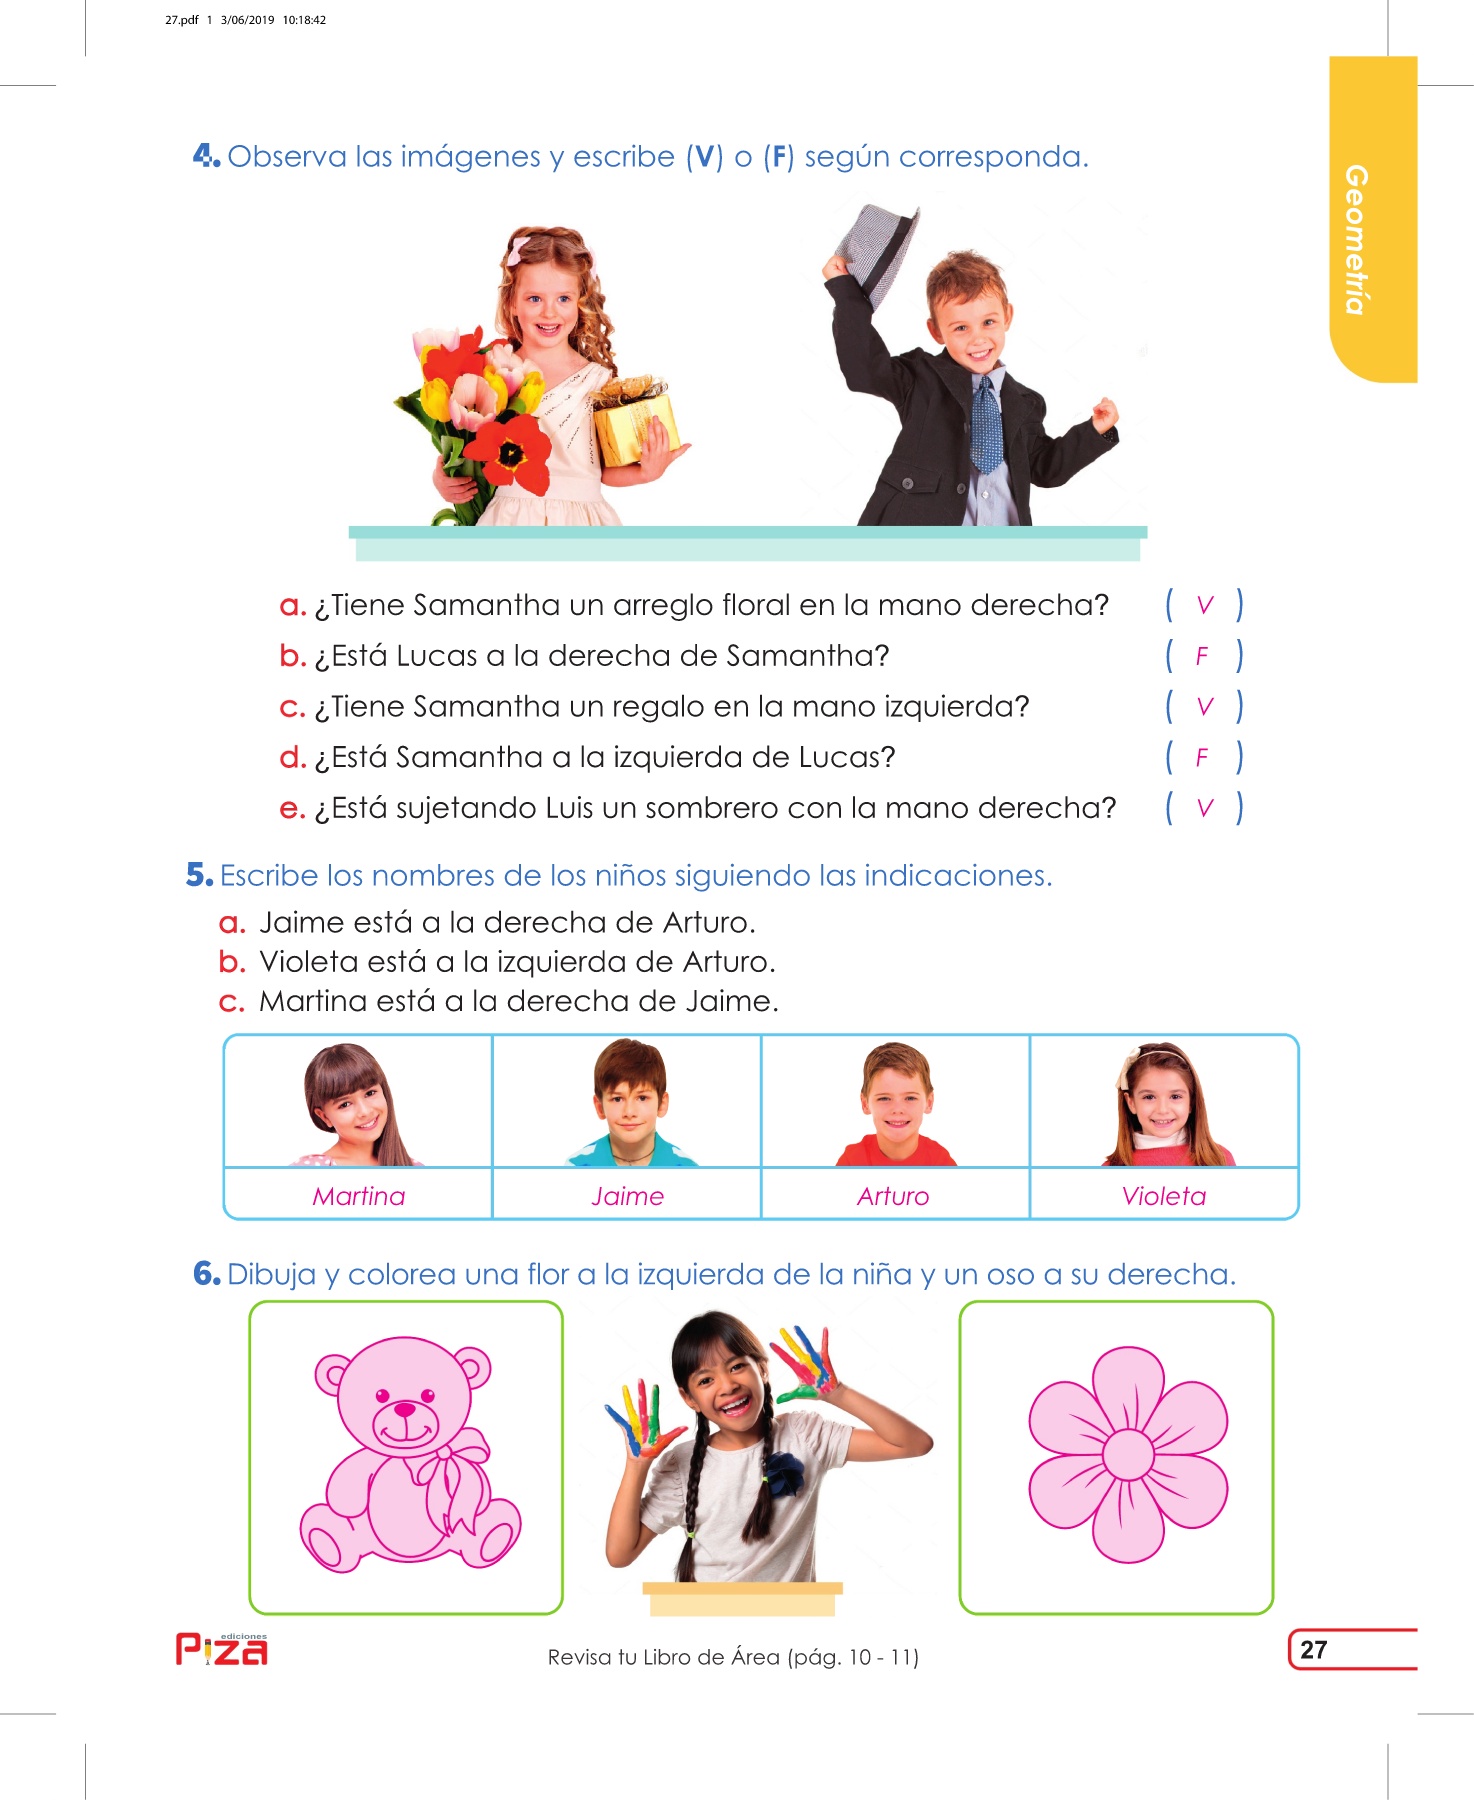 27.pdf 1 3/06/2019 10:18:42
Geometría
4. Observa las imágenes y escribe (V) o (F) según corresponda.
a. ¿Tiene Samantha un arreglo floral en la mano derecha? ( V )
b. ¿Está Lucas a la derecha de Samantha? ( F )
c. ¿Tiene Samantha un regalo en la mano izquierda? ( V )
d. ¿Está Samantha a la izquierda de Lucas? ( F )
e. ¿Está sujetando Luis un sombrero con la mano derecha? ( V )
5. Escribe los nombres de los niños siguiendo las indicaciones.
a. Jaime está a la derecha de Arturo.
b. Violeta está a la izquierda de Arturo.
c. Martina está a la derecha de Jaime.
Martina Jaime Arturo Violeta
6. Dibuja y colorea una flor a la izquierda de la niña y un oso a su derecha.
ediciones
Piza
Revisa tu Libro de Área (pág. 10 - 11)
27